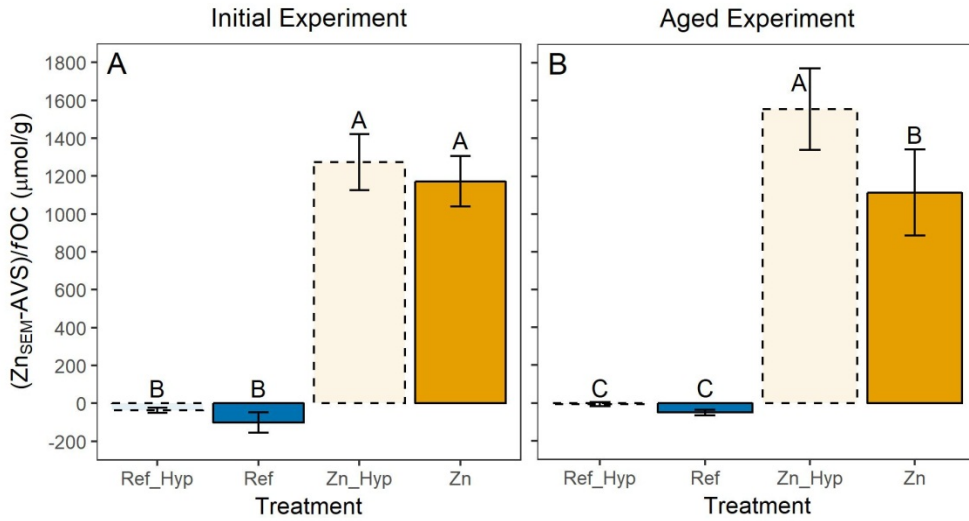 Initial Experiment
Aged Experiment
(ZnSEM-AVS)/fOC (μmol/g)
1800
1600
1400
1200
1000
800
600
400
200
0
-200
A
B
B
A
A
B
C
C
A
B
Ref_Hyp
Ref
Zn_Hyp
Zn
Ref_Hyp
Ref
Zn_Hyp
Zn
Treatment
Treatment